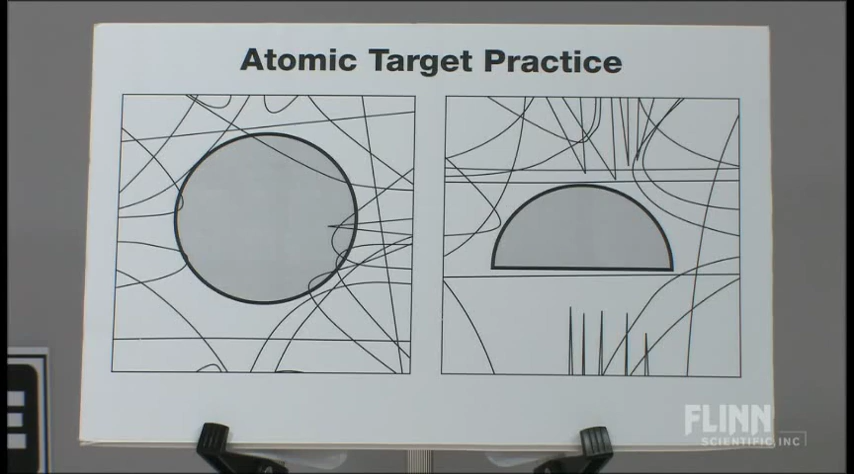 Atomic Target Practice
E
FLINN
SCIENTIFIC, INC